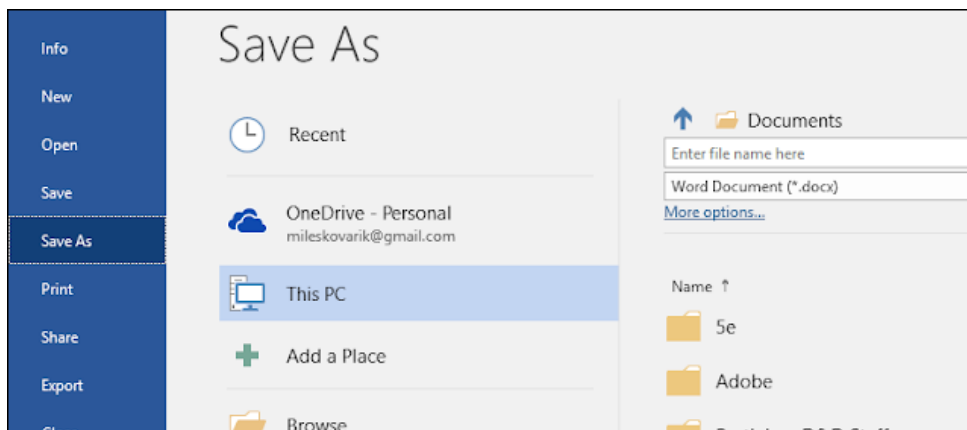 Save As
Info
New
Open
Save
Save As
Print
Share
Export
Recent
OneDrive - Personal
mileskovarik@gmail.com
This PC
Add a Place
Browse
Documents
Enter file name here
Word Document (*.docx)
More options...
Name ↑
5e
Adobe